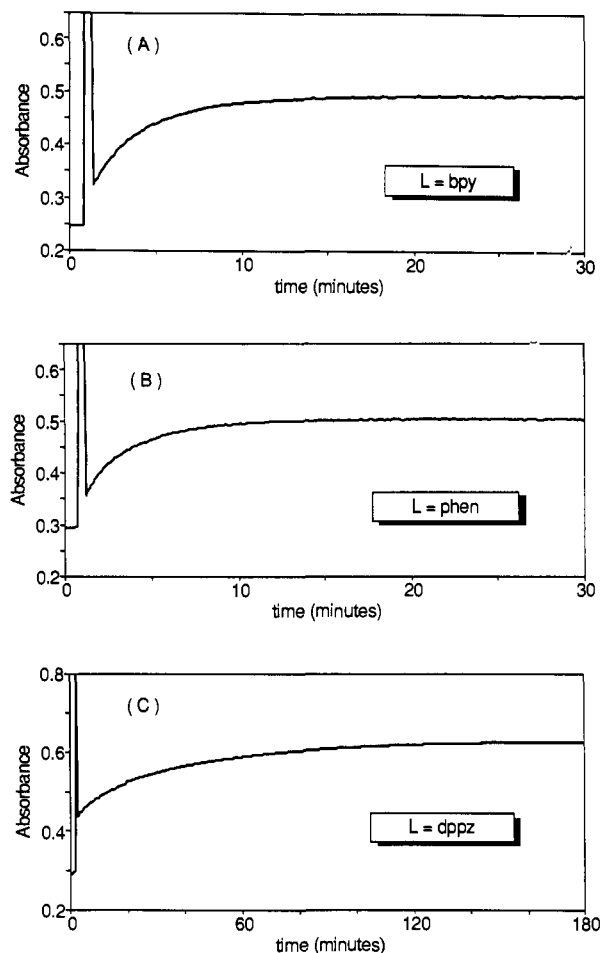 0.6
0.5
0.4
0.3
0.2
Absorbance
( A )
L = bpy
0
10
20
30
time (minutes)
0.6
0.5
0.4
0.3
0.2
Absorbance
( B )
L = phen
0
10
20
30
time (minutes)
0.8
0.6
0.4
0.2
Absorbance
( C )
L = dppz
0
60
120
180
time (minutes)